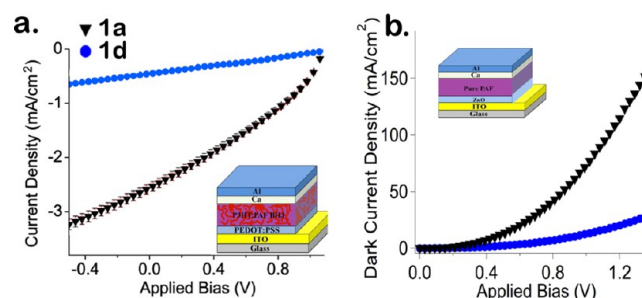 a.
1a
1d
Current Density (mA/cm²)
0
-1
-2
-3
-0.4
0.0
0.4
0.8
Applied Bias (V)
Al
Ca
P3HT:PAF BHJ
PEDOT:PSS
ITO
Glass
b.
Dark Current Density (mA/cm²)
150
100
50
0
0.0
0.4
0.8
1.2
Applied Bias (V)
Al
Ca
Pure PAF
ZnO
ITO
Glass